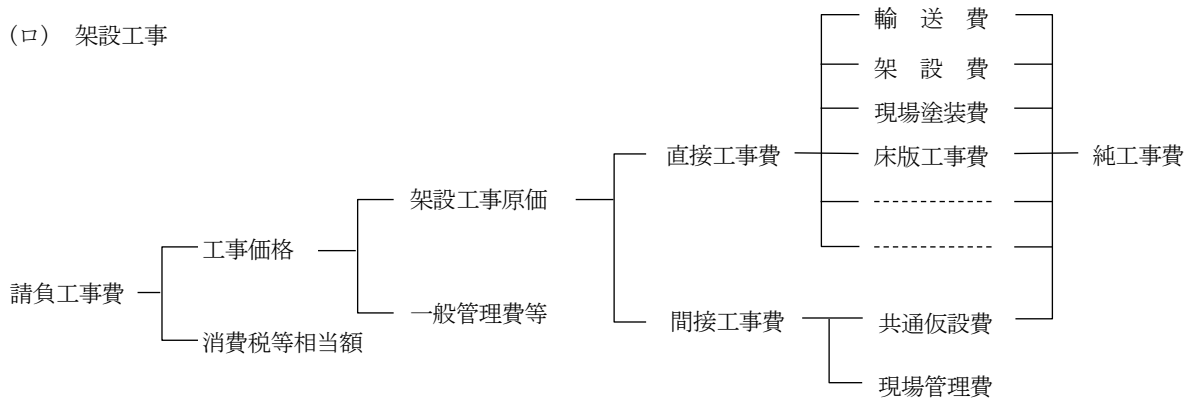 (ロ) 架設工事
輸 送 費
架 設 費
現場塗装費
直接工事費
床版工事費
純工事費
架設工事原価
工事価格
請負工事費
一般管理費等
間接工事費
共通仮設費
消費税等相当額
現場管理費